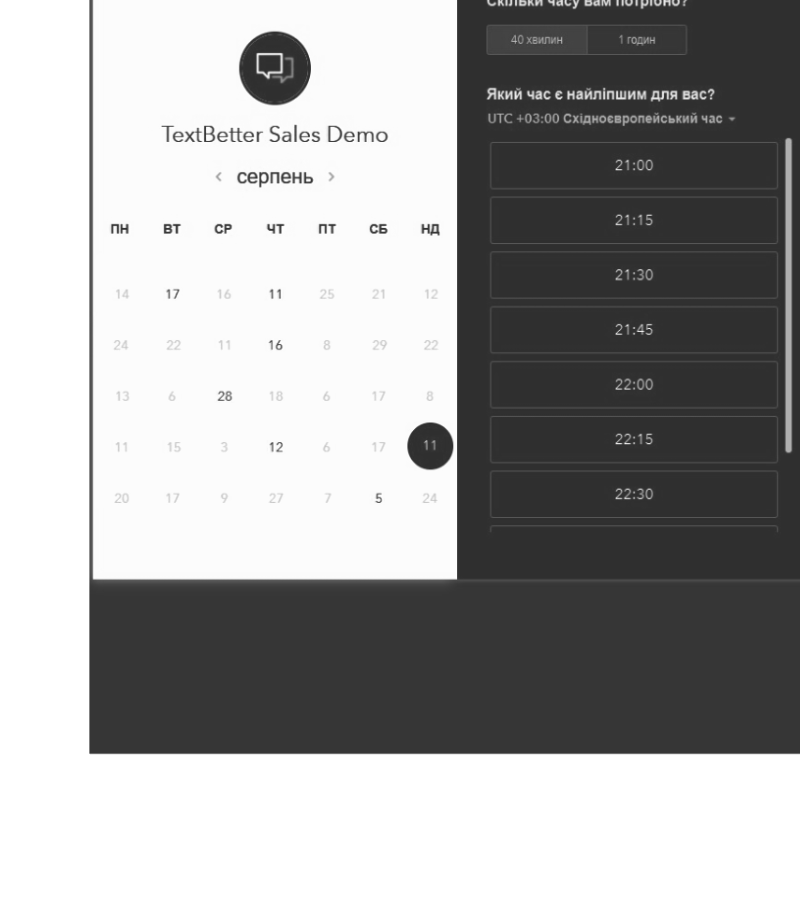 TextBetter Sales Demo
< серпень >
ПН ВТ СР ЧТ ПТ СБ НД
14 17 16 11 25 21 12
24 22 11 16 8 29 22
13 6 28 18 6 17 8
11 15 3 12 6 17 11
20 17 9 27 7 5 24
Скільки часу вам потрібно?
40 хвилин 1 годин
Який час є найліпшим для вас?
UTC +03:00 Східноєвропейський час
21:00
21:15
21:30
21:45
22:00
22:15
22:30